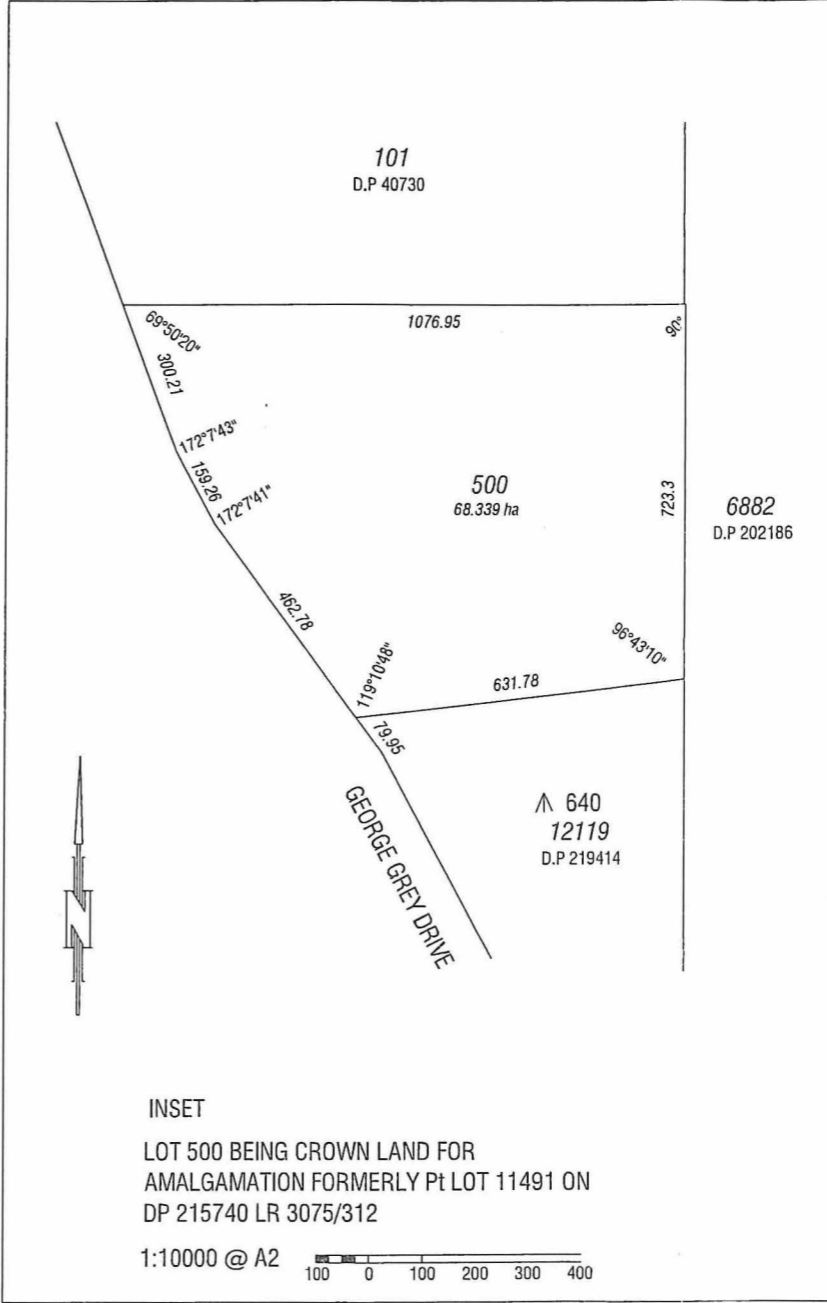 101
D.P 40730
1076.95
90°
69°50'20"
300.21
172°7'43"
159.26
172°7'41"
500
68.339 ha
723.3
6882
D.P 202186
462.78
119°10'48"
96°43'10"
631.78
79.95
GEORGE GREY DRIVE
640
12119
D.P 219414
N
INSET
LOT 500 BEING CROWN LAND FOR
AMALGAMATION FORMERLY Pt LOT 11491 ON
DP 215740 LR 3075/312
1:10000 @ A2
100 0 100 200 300 400